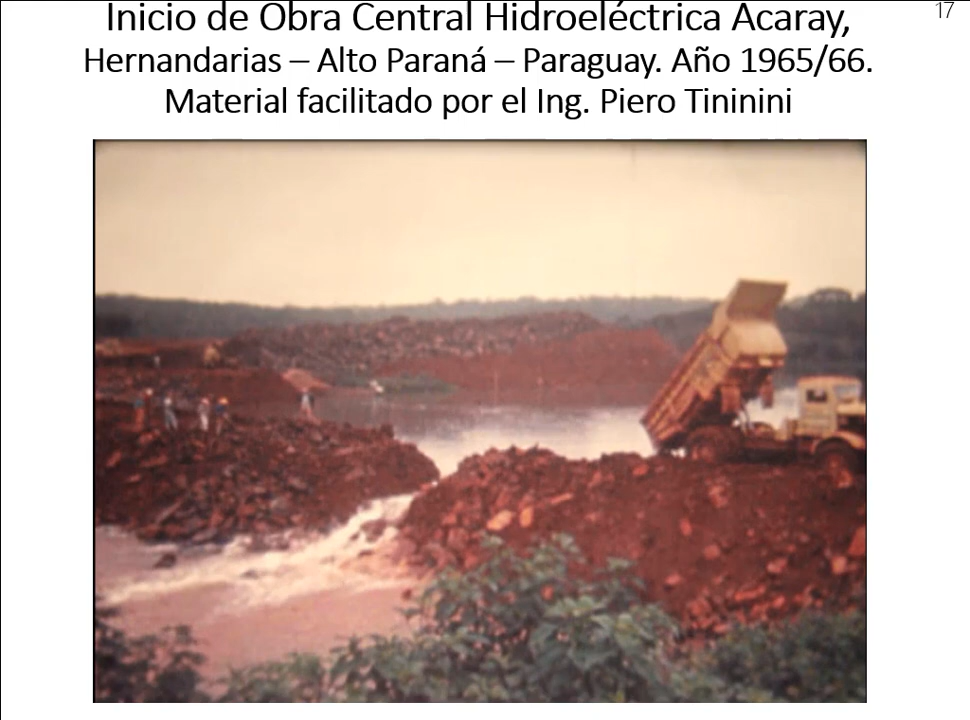 Inicio de Obra Central Hidroeléctrica Acaray,
17
Hernandarias – Alto Paraná – Paraguay. Año 1965/66.
Material facilitado por el Ing. Piero Tininini